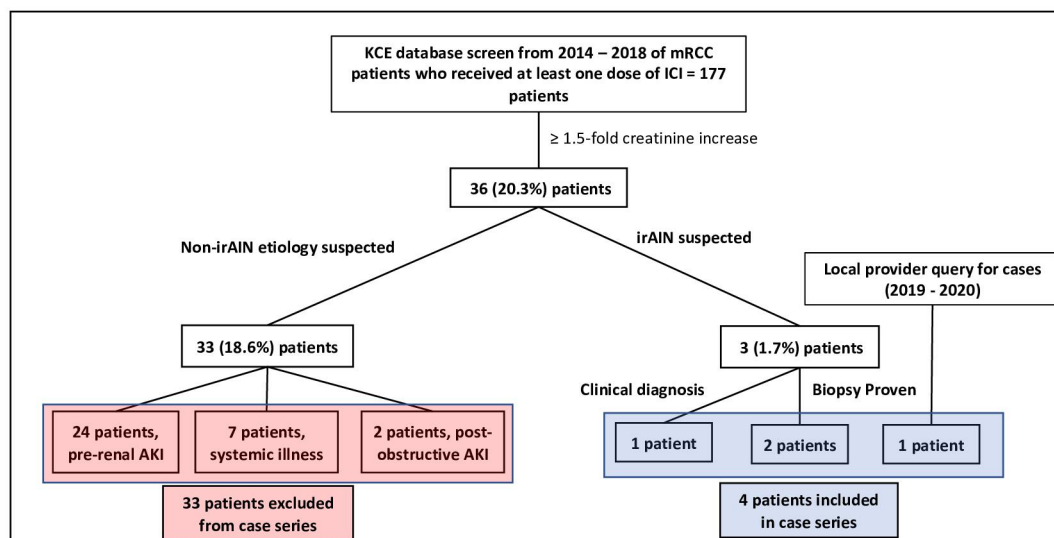 KCE database screen from 2014 – 2018 of mRCC
patients who received at least one dose of ICI = 177
patients
≥ 1.5-fold creatinine increase
36 (20.3%) patients
Non-irAIN etiology suspected
irAIN suspected
Local provider query for cases
(2019 - 2020)
33 (18.6%) patients
3 (1.7%) patients
Clinical diagnosis
Biopsy Proven
24 patients,
pre-renal AKI
7 patients,
systemic illness
2 patients, post-
obstructive AKI
1 patient
2 patients
1 patient
33 patients excluded
from case series
4 patients included
in case series